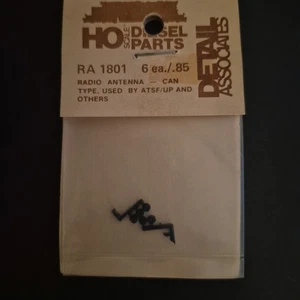 HO SCALE DIESEL PARTS
RA 1801 6 ea./.85
RADIO ANTENNA — CAN
TYPE, USED BY ATSF/UP AND
OTHERS
DETAIL
ASSOCIATES